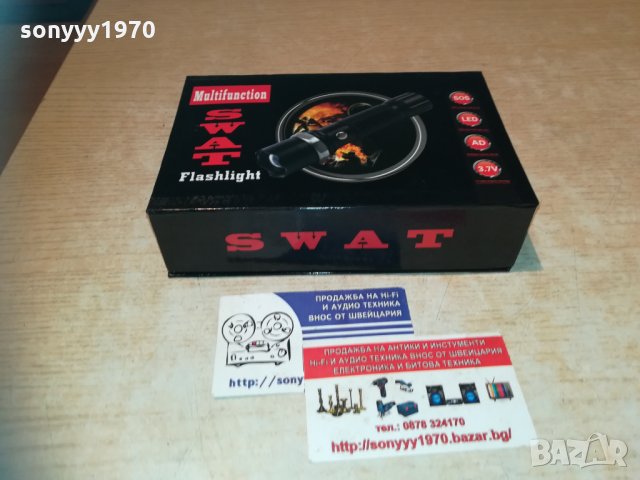 sonyyy1970
Multifunction
SWAT
Flashlight
SOS
LED
AD
3.7V
SWAT
ПРОДАЖБА НА Hi-Fi
И АУДИО ТЕХНИКА
ВНОС ОТ ШВЕЙЦАРИЯ
http://sony
ПРОДАЖБА НА АНТИКИ И ИНСТУМЕНТИ
Hi-Fi И АУДИО ТЕХНИКА ВНОС ОТ ШВЕЙЦАРИЯ
ЕЛЕКТРОНИКА И БИТОВА ТЕХНИКА
тел.: 0878 324170
http://sonyyy1970.bazar.bg/
BAZAR
sonyyy1970